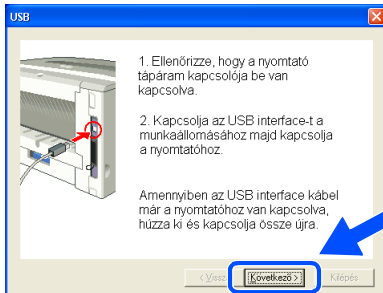 USB
1. Ellenőrizze, hogy a nyomtató
tápáram kapcsolója be van
kapcsolva.
2. Kapcsolja az USB interface-t a
munkaállomásához majd kapcsolja
a nyomtatóhoz.
Amennyiben az USB interface kábel
már a nyomtatóhoz van kapcsolva,
húzza ki és kapcsolja össze újra.
< Vissz
Következő >
Kilépés